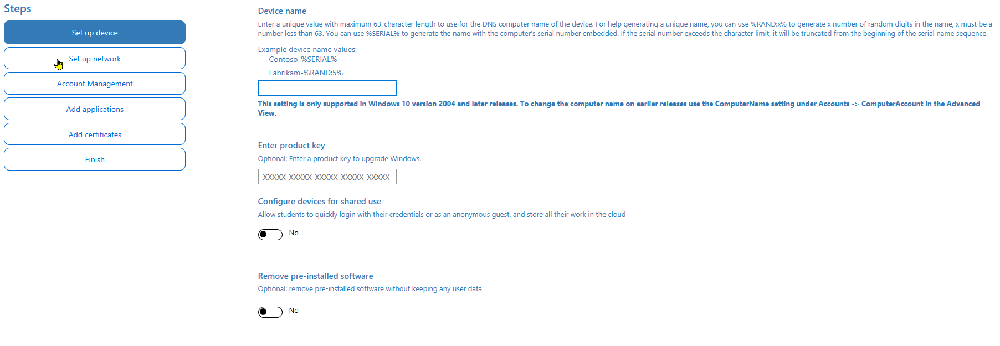 Steps
Set up device
Set up network
Account Management
Add applications
Add certificates
Finish
Device name
Enter a unique value with maximum 63-character length to use for the DNS computer name of the device. For help generating a unique name, you can use %RAND:x% to generate x number of random digits in the name, x must be a
number less than 63. You can use %SERIAL% to generate the name with the computer's serial number embedded. If the serial number exceeds the character limit, it will be truncated from the beginning of the serial name sequence.
Example device name values:
Contoso-%SERIAL%
Fabrikam-%RAND:5%
This setting is only supported in Windows 10 version 2004 and later releases. To change the computer name on earlier releases use the ComputerName setting under Accounts -> ComputerAccount in the Advanced
View.
Enter product key
Optional: Enter a product key to upgrade Windows.
XXXXX-XXXXX-XXXXX-XXXXX-XXXXX
Configure devices for shared use
Allow students to quickly login with their credentials or as an anonymous guest, and store all their work in the cloud
No
Remove pre-installed software
Optional: remove pre-installed software without keeping any user data
No